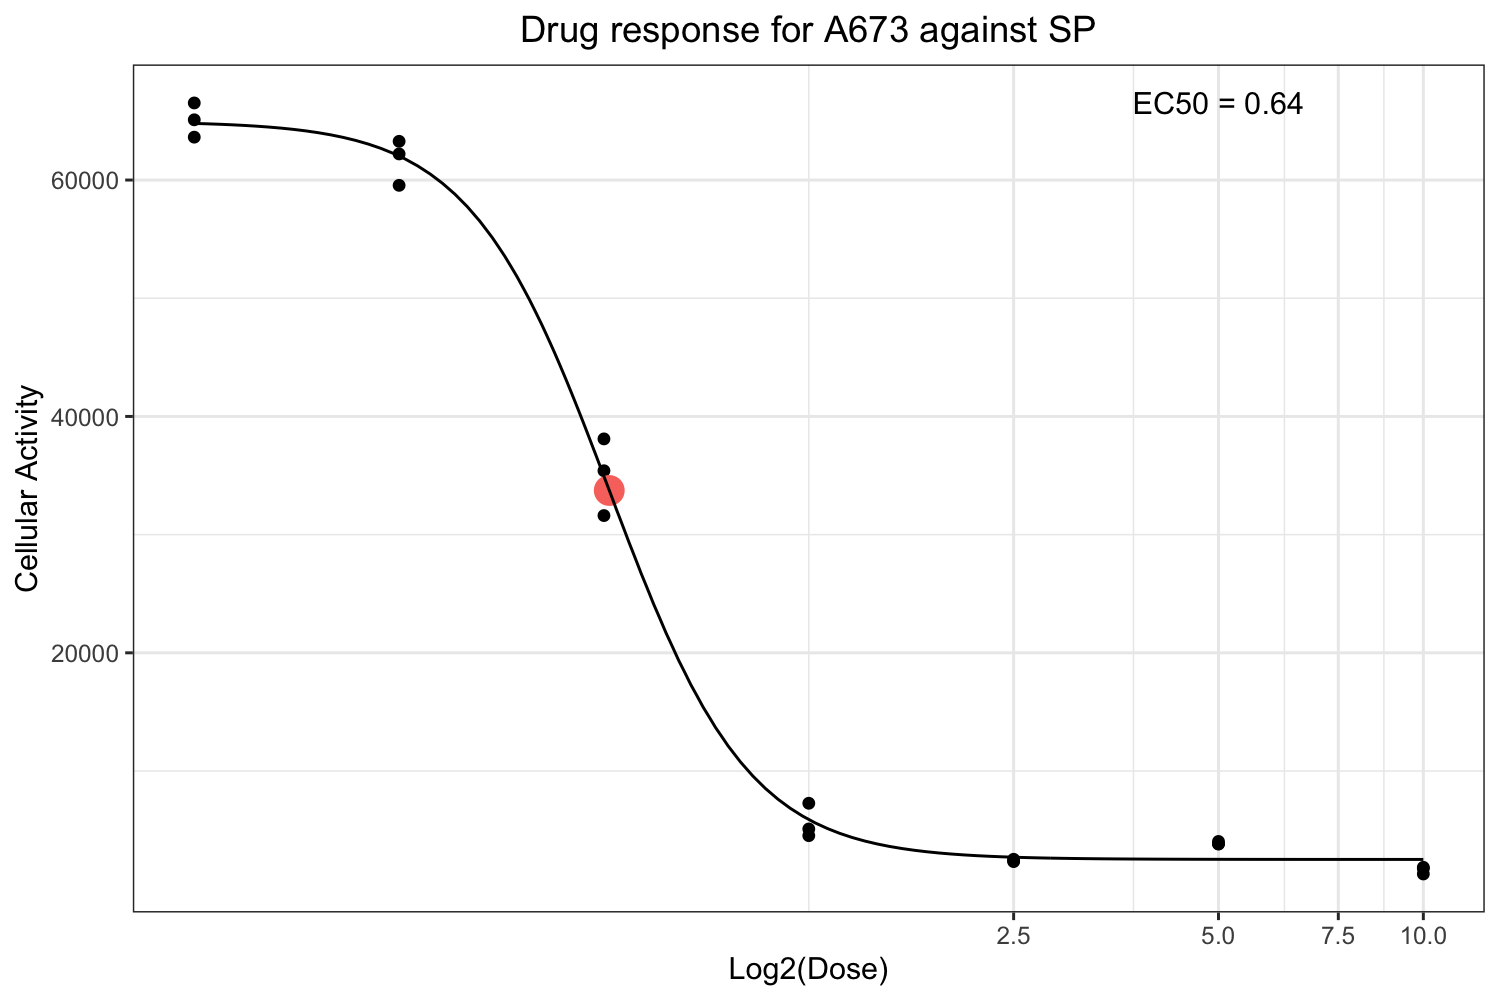 Drug response for A673 against SP
EC50 = 0.64
Cellular Activity
60000
40000
20000
2.5 5.0 7.5 10.0
Log2(Dose)